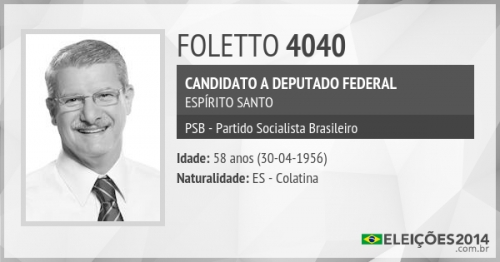 FOLETTO 4040
CANDIDATO A DEPUTADO FEDERAL
ESPÍRITO SANTO
PSB - Partido Socialista Brasileiro
Idade: 58 anos (30-04-1956)
Naturalidade: ES - Colatina
ELEIÇÕES2014
.com.br